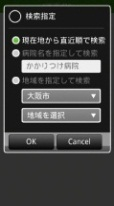 検索指定
現在地から直近順で検索
病院名を指定して検索
かかりつけ病院
地域を指定して検索
大阪市
地域を選択
OK Cancel